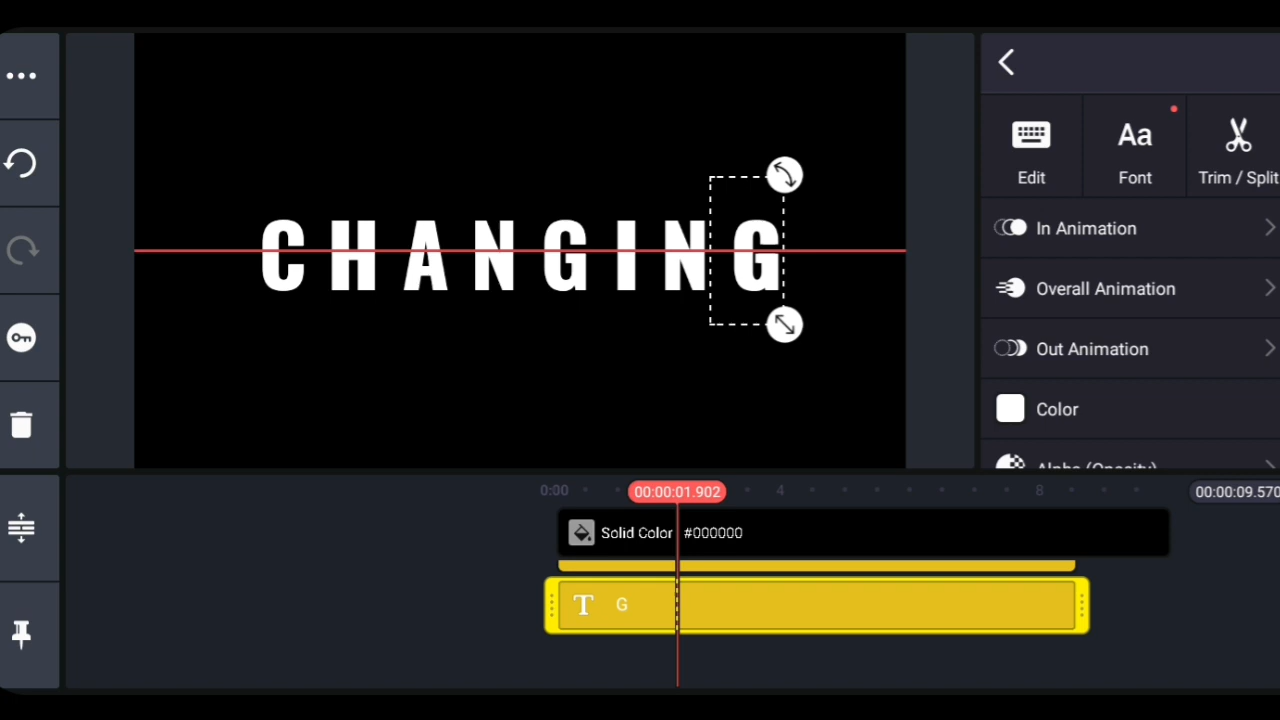 CHANGING
Edit
Aa
Font
Trim / Split
In Animation
Overall Animation
Out Animation
Color
Alpha (Opacity)
0:00
00:00:01.902
4
8
00:00:09.570
Solid Color #000000
T G